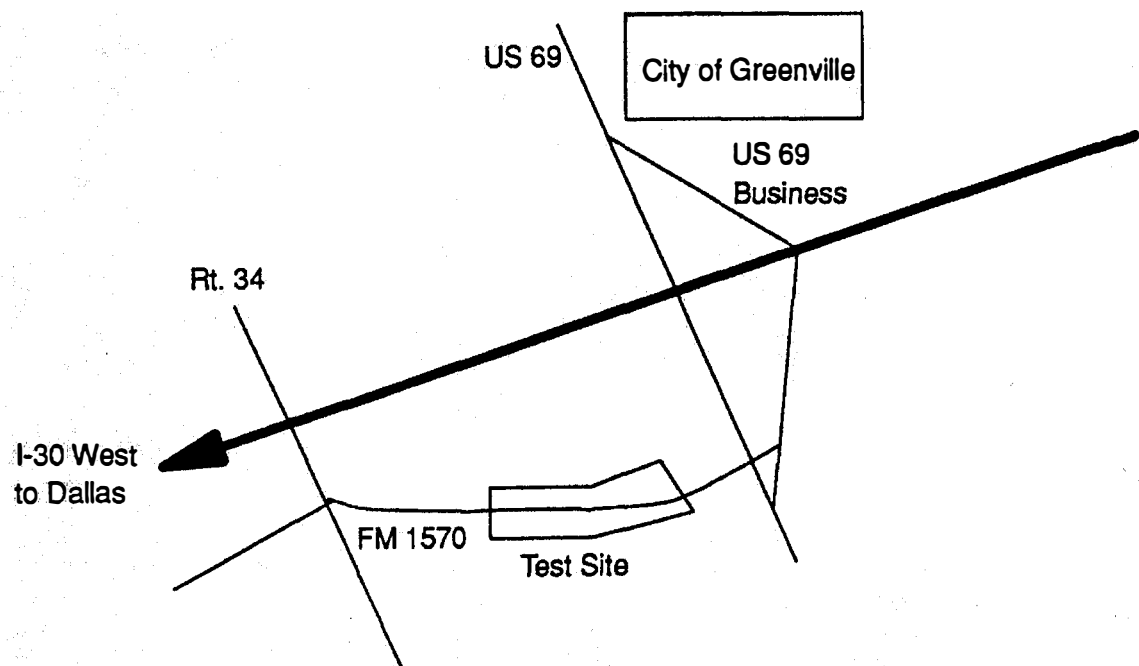 US 69
City of Greenville
US 69
Business
Rt. 34
I-30 West
to Dallas
FM 1570
Test Site